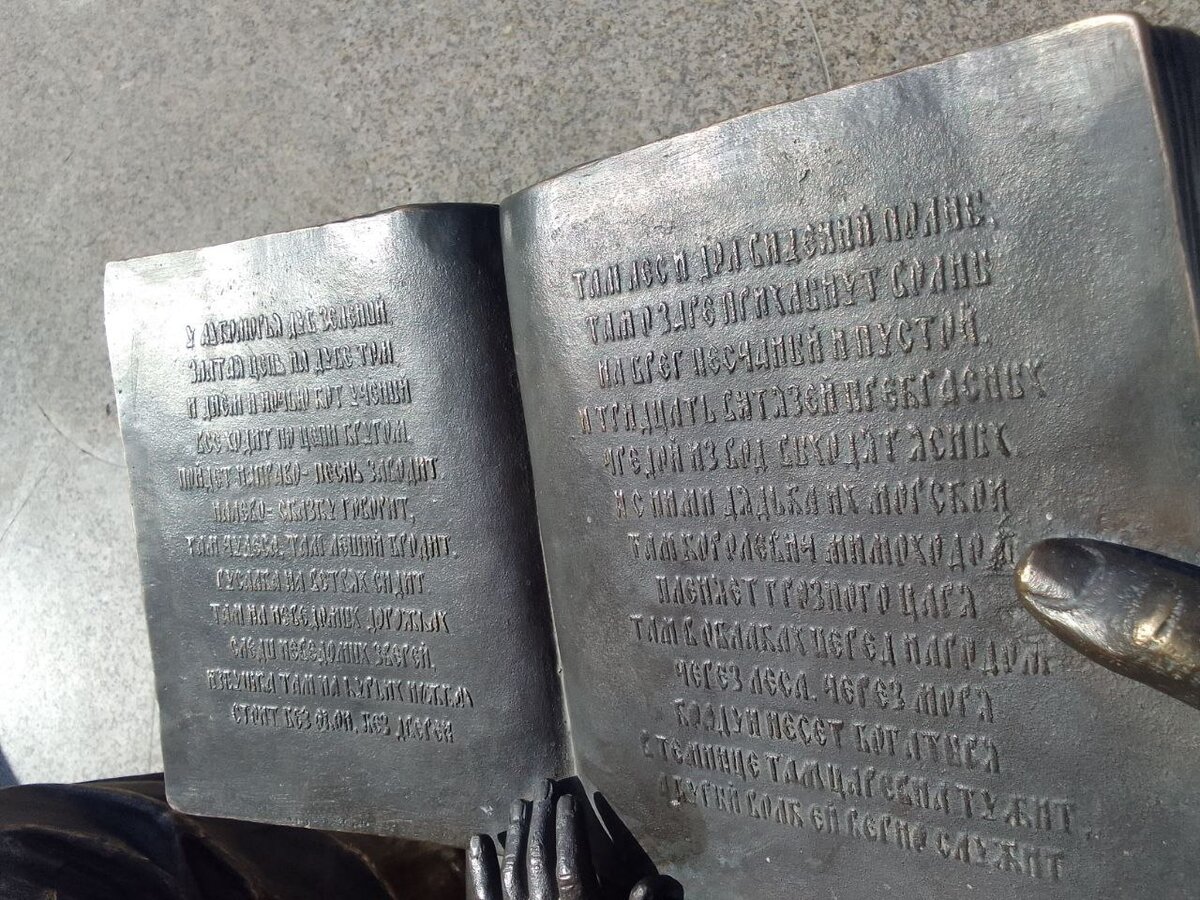 У ЛУКОМОРЬЯ ДУБ ЗЕЛЕНЫЙ.
ЗЛАТАЯ ЦЕПЬ НА ДУБЕ ТОМ
И ДНЕМ И НОЧЬЮ КОТ УЧЕНЫЙ
ВСЕ ХОДИТ ПО ЦЕПИ КРУГОМ.
ПОЙДЕТ НАПРАВО- ПЕСНЬ ЗАВОДИТ
НАЛЕВО- СКАЗКУ ГОВОРИТ,
ТАМ ЧУДЕСА ТАМ ЛЕШИЙ БРОДИТ.
РУСАЛКА НА ВЕТВЯХ СИДИТ
ТАМ НА НЕВЕДОМЫХ ДОРОЖКАХ
СЛЕДЫ НЕВЕДОМЫХ ЗВЕРЕЙ.
ИЗБУШКА ТАМ НА КУРЬИХ НОЖКАХ
СТОИТ БЕЗ ОКОН, БЕЗ ДВЕРЕЙ
ТАМ ЛЕС И ДОЛ ВИДЕНИЙ ПОЛНЫ.
ТАМ О ЗАРЕ ПРИХЛЫНУТ ВОЛНЫ
НА БРЕГ ПЕСЧАНЫЙ И ПУСТОЙ.
И ТРИДЦАТЬ ВИТЯЗЕЙ ПРЕКРАСНЫХ
ЧРЕДОЙ ИЗ ВОД ВЫХОДЯТ ЯСНЫХ
И С НИМИ ДЯДЬКА ИХ МОРСКОЙ
ТАМ КОРОЛЕВИЧ МИМОХОДОМ
ПЛЕНЯЕТ ГРОЗНОГО ЦАРЯ
ТАМ В ОБЛАКАХ ПЕРЕД НАРОДОМ
ЧЕРЕЗ ЛЕСА, ЧЕРЕЗ МОРЯ
КОЛДУН НЕСЕТ БОГАТЫРЯ
В ТЕМНИЦЕ ТАМ ЦАРЕВНА ТУЖИТ
А БУРЫЙ ВОЛК ЕЙ ВЕРНО СЛУЖИТ